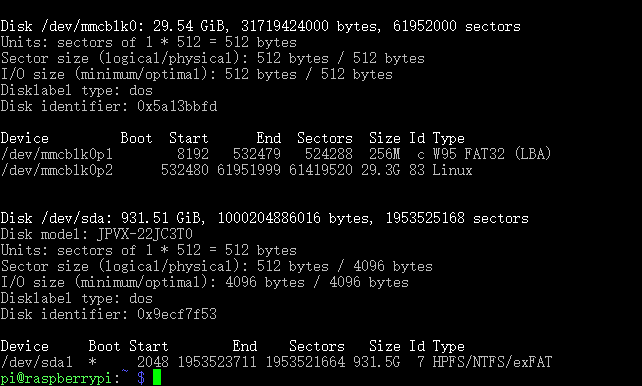 Disk /dev/mmcblk0: 29.54 GiB, 31719424000 bytes, 61952000 sectors
Units: sectors of 1 * 512 = 512 bytes
Sector size (logical/physical): 512 bytes / 512 bytes
I/O size (minimum/optimal): 512 bytes / 512 bytes
Disklabel type: dos
Disk identifier: 0x5a13bbfd
Device         Boot  Start      End  Sectors  Size Id Type
/dev/mmcblk0p1        8192   532479   524288  256M  c W95 FAT32 (LBA)
/dev/mmcblk0p2      532480 61951999 61419520 29.3G 83 Linux
Disk /dev/sda: 931.51 GiB, 1000204886016 bytes, 1953525168 sectors
Disk model: JPVX-22JC3T0
Units: sectors of 1 * 512 = 512 bytes
Sector size (logical/physical): 512 bytes / 4096 bytes
I/O size (minimum/optimal): 4096 bytes / 4096 bytes
Disklabel type: dos
Disk identifier: 0x9ecf7f53
Device     Boot Start        End    Sectors   Size Id Type
/dev/sda1  *     2048 1953523711 1953521664 931.5G  7 HPFS/NTFS/exFAT
pi@raspberrypi:~ $